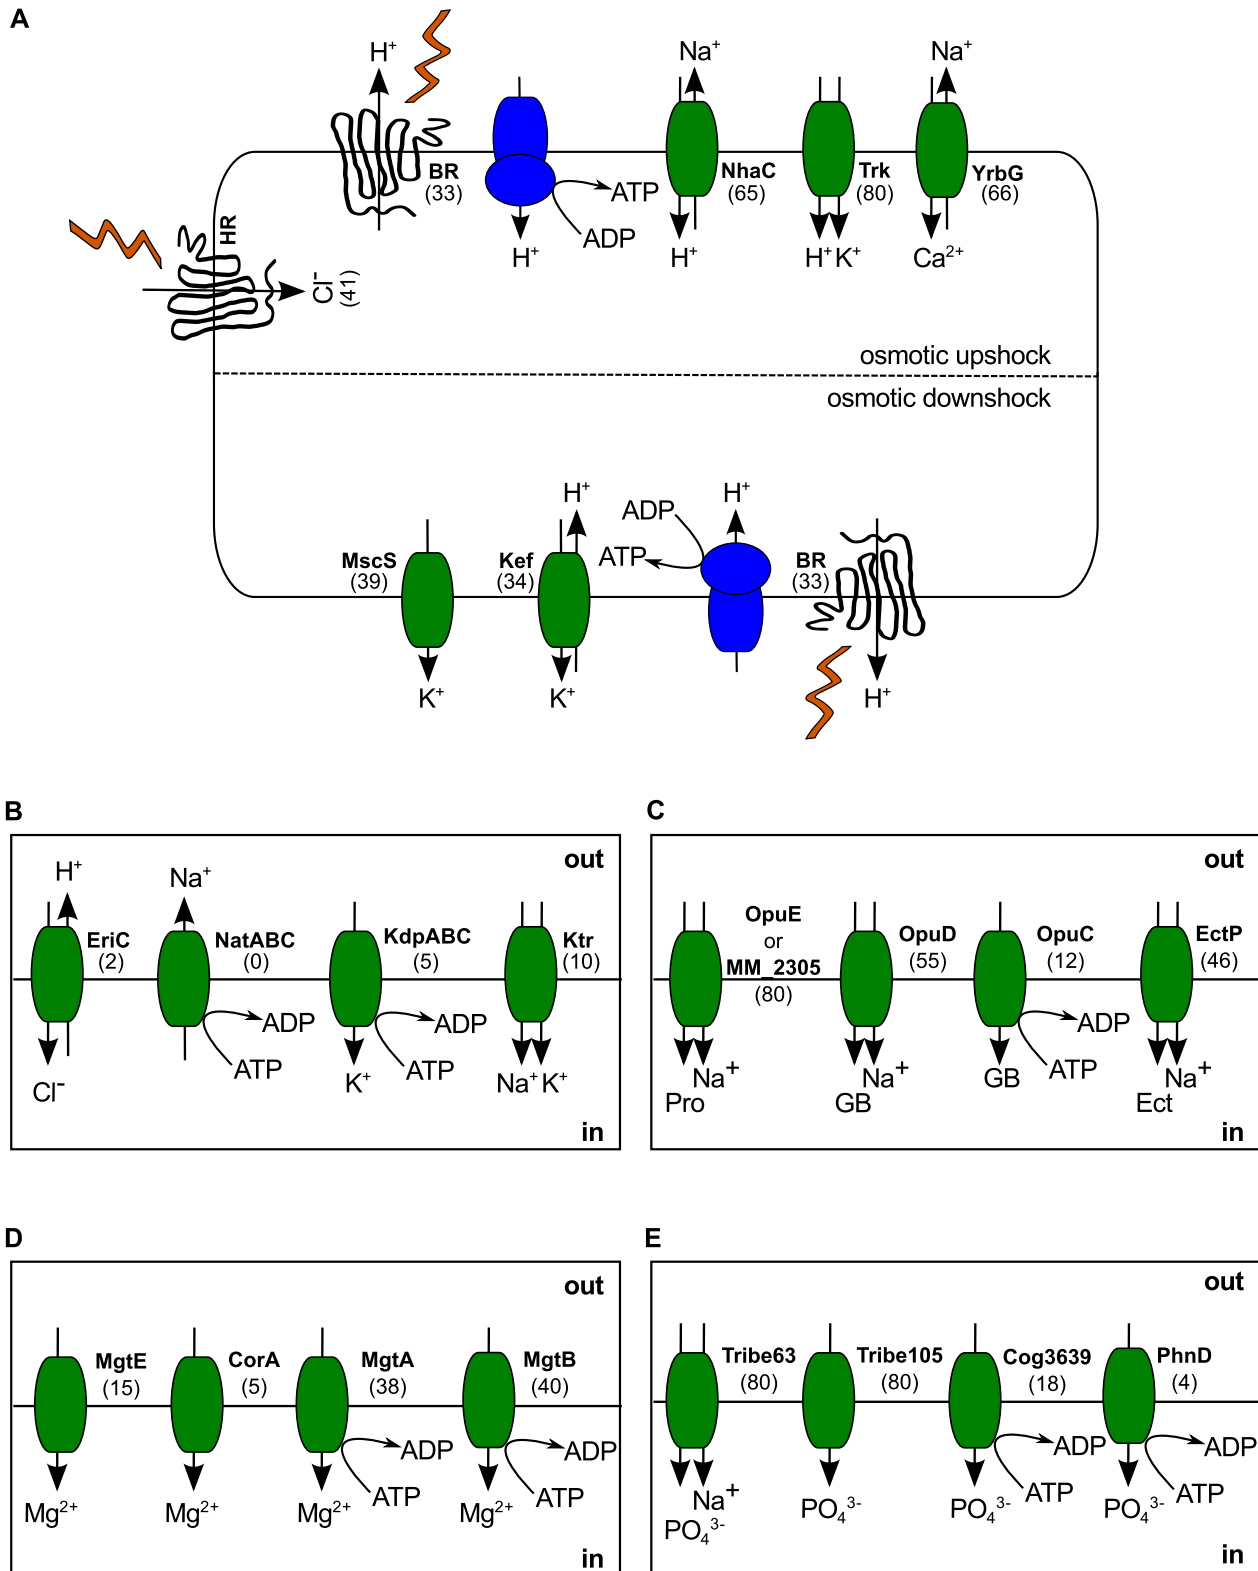 A
H⁺
Na⁺
Na⁺
BR
(33)
ATP
ADP
H⁺
NhaC
(65)
H⁺
Trk
(80)
H⁺ K⁺
YrbG
(66)
Ca²⁺
HR
Cl⁻
(41)
osmotic upshock
osmotic downshock
MscS
(39)
K⁺
H⁺
Kef
(34)
K⁺
ADP
ATP
H⁺
BR
(33)
H⁺
B
out
H⁺
EriC
(2)
Cl⁻
Na⁺
NatABC
(0)
ADP
ATP
KdpABC
(5)
ADP
ATP
K⁺
Ktr
(10)
Na⁺ K⁺
in
C
out
OpuE
or
MM_2305
(80)
Na⁺
Pro
OpuD
(55)
Na⁺
GB
OpuC
(12)
ADP
ATP
GB
EctP
(46)
Na⁺
Ect
in
D
out
MgtE
(15)
Mg²⁺
CorA
(5)
Mg²⁺
MgtA
(38)
ADP
ATP
Mg²⁺
MgtB
(40)
ADP
ATP
Mg²⁺
in
E
out
Tribe63
(80)
Na⁺
PO₄³⁻
Tribe105
(80)
PO₄³⁻
Cog3639
(18)
ADP
ATP
PO₄³⁻
PhnD
(4)
ADP
ATP
PO₄³⁻
in